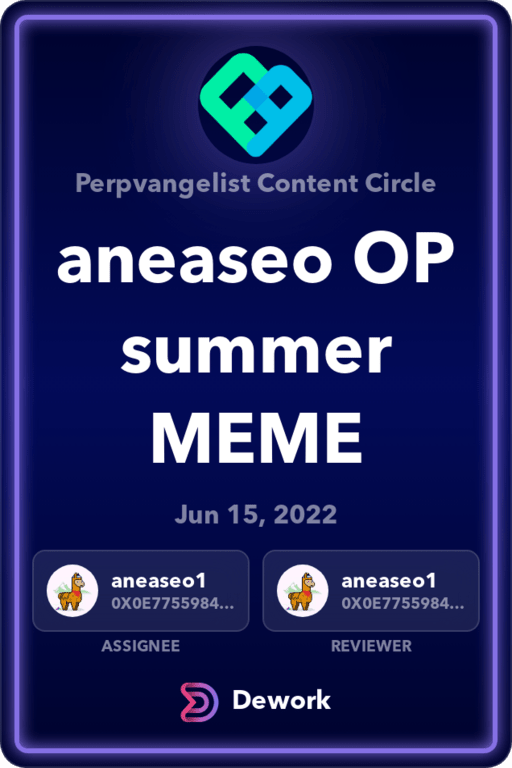 Perpvangelist Content Circle
aneaseo OP
summer
MEME
Jun 15, 2022
aneaseo1
0X0E7755984...
ASSIGNEE
aneaseo1
0X0E7755984...
REVIEWER
Dework